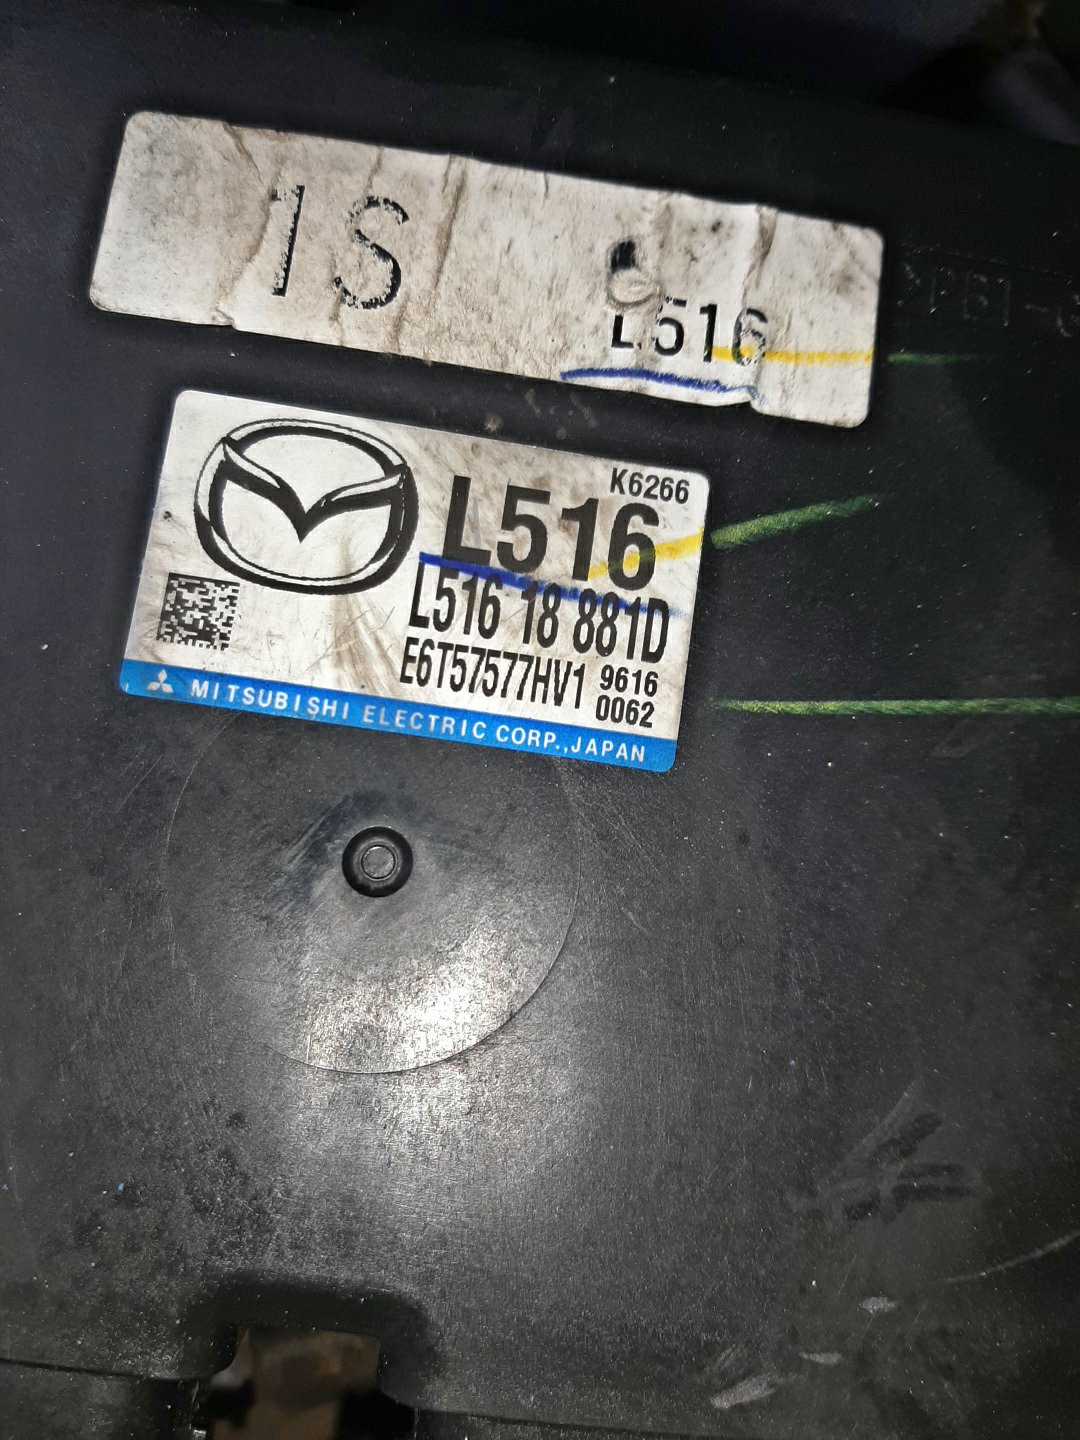 1S
L516
K6266
L516
L516 18 881D
E6T57577HV1 9616
0062
MITSUBISHI ELECTRIC CORP.,JAPAN